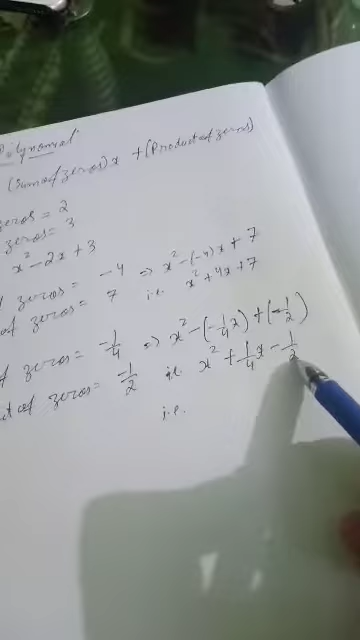 Polynomial
(Sum of zeros)x + (Product of zeros)
zeros = 2
zeros = 3
x² - 2x + 3
zeros = -4 => x² - (-4)x + 7
of zeros = 7 i.e. x² + 4x + 7
of zeros = -1/4 => x² - (-1/4 x) + (-1/2)
of zeros = -1/2 i.e. x² + 1/4 x - 1/2
i.e.